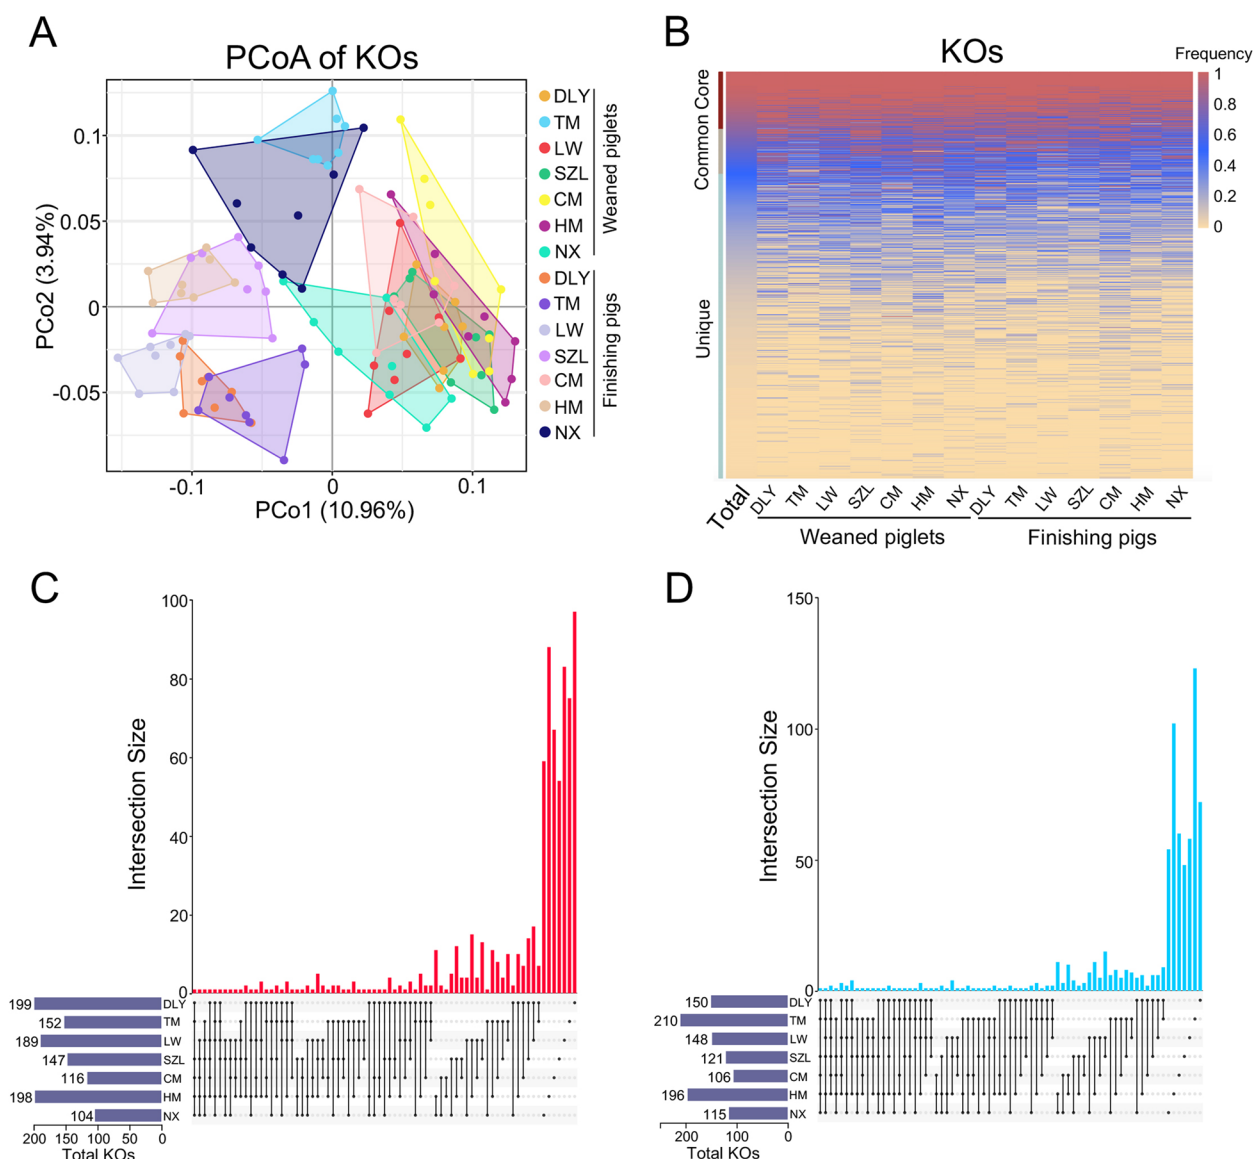 A
PCoA of KOs
PCo2 (3.94%)
0.1
0.05
0
-0.05
-0.1
0
0.1
PCo1 (10.96%)
DLY
TM
LW
SZL
CM
HM
NX
Weaned piglets
DLY
TM
LW
SZL
CM
HM
NX
Finishing pigs
B
KOs
Frequency
1
0.8
0.6
0.4
0.2
0
Common Core
Unique
Total
DLY
TM
LW
SZL
CM
HM
NX
DLY
TM
LW
SZL
CM
HM
NX
Weaned piglets
Finishing pigs
C
Intersection Size
100
80
60
40
20
0
199 DLY
152 TM
189 LW
147 SZL
116 CM
198 HM
104 NX
200 150 100 50 0
Total KOs
D
Intersection Size
150
100
50
0
150 DLY
210 TM
148 LW
121 SZL
106 CM
196 HM
115 NX
200 100 0
Total KOs